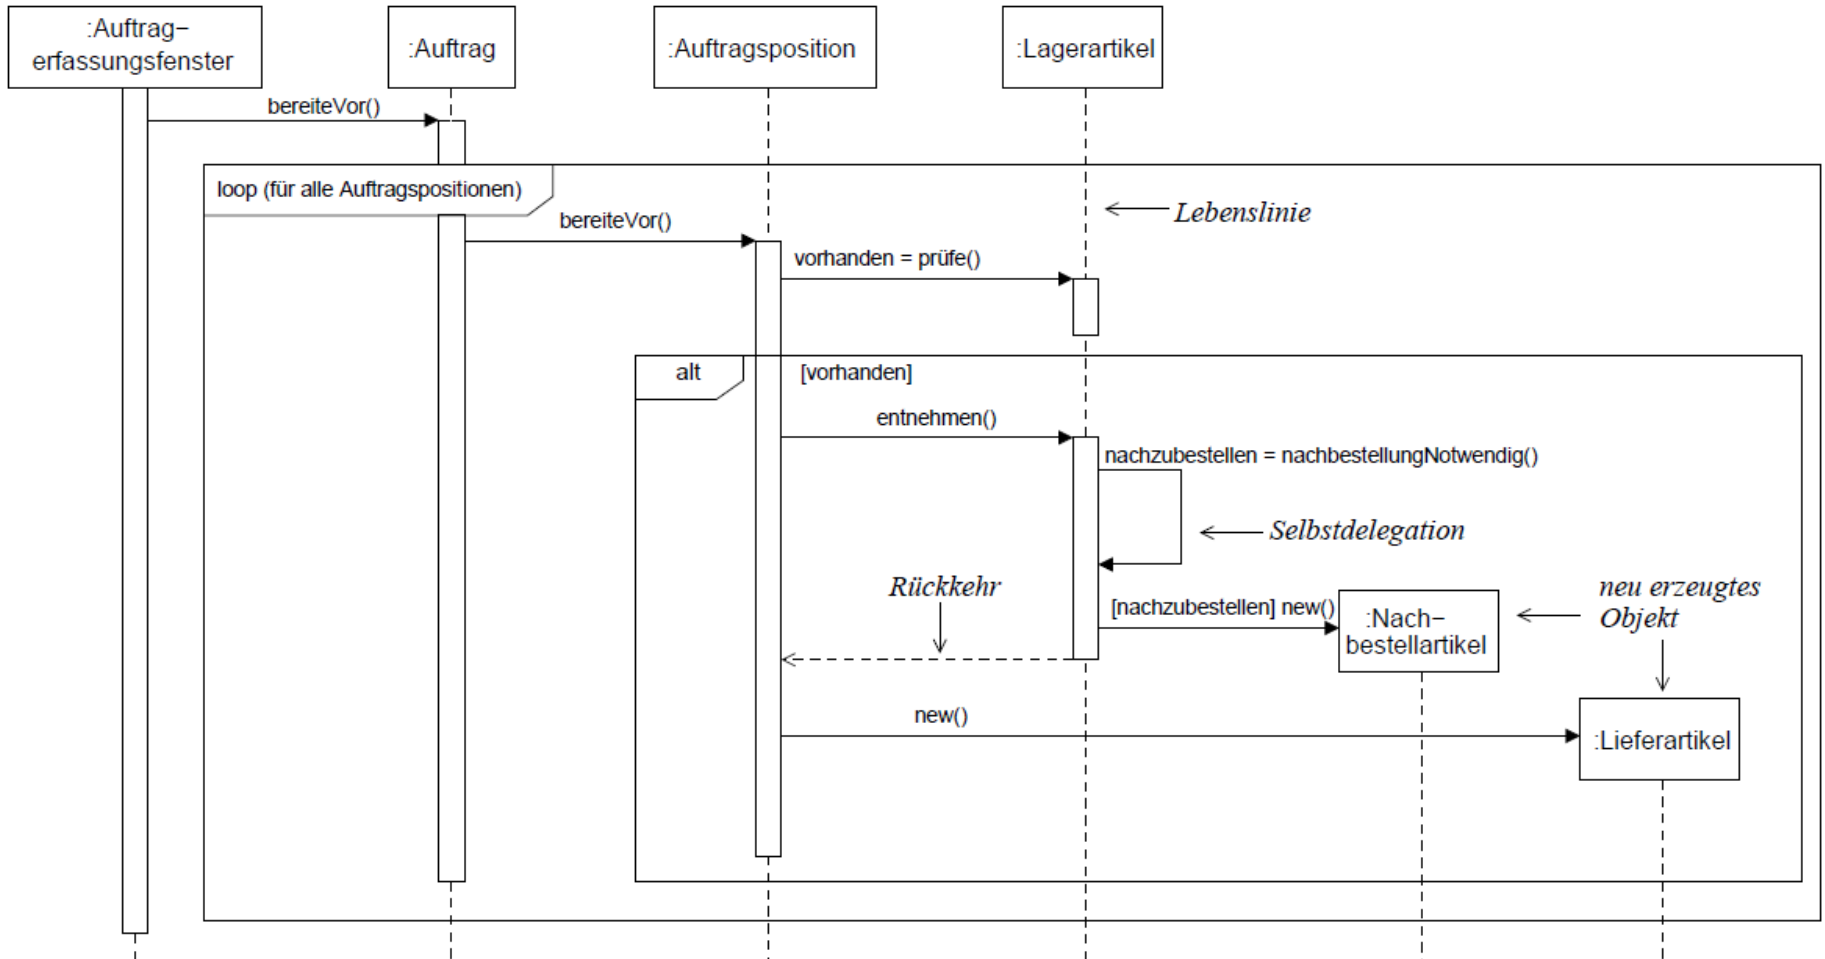 :Auftrag–
erfassungsfenster
:Auftrag
:Auftragsposition
:Lagerartikel
bereiteVor()
loop (für alle Auftragspositionen)
bereiteVor()
Lebenslinie
vorhanden = prüfe()
alt
[vorhanden]
entnehmen()
nachzubestellen = nachbestellungNotwendig()
Selbstdelegation
Rückkehr
neu erzeugtes
Objekt
[nachzubestellen] new()
:Nach–
bestellartikel
new()
:Lieferartikel